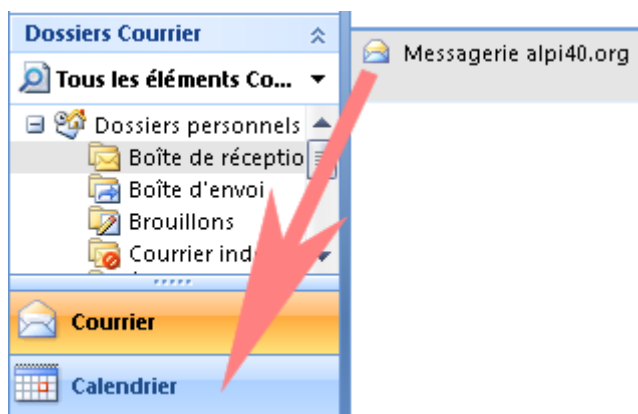 Dossiers Courrier
Tous les éléments Co...
Dossiers personnels
Boîte de réceptio
Boîte d'envoi
Brouillons
Courrier ind
Courrier
Calendrier
Messagerie alpi40.org